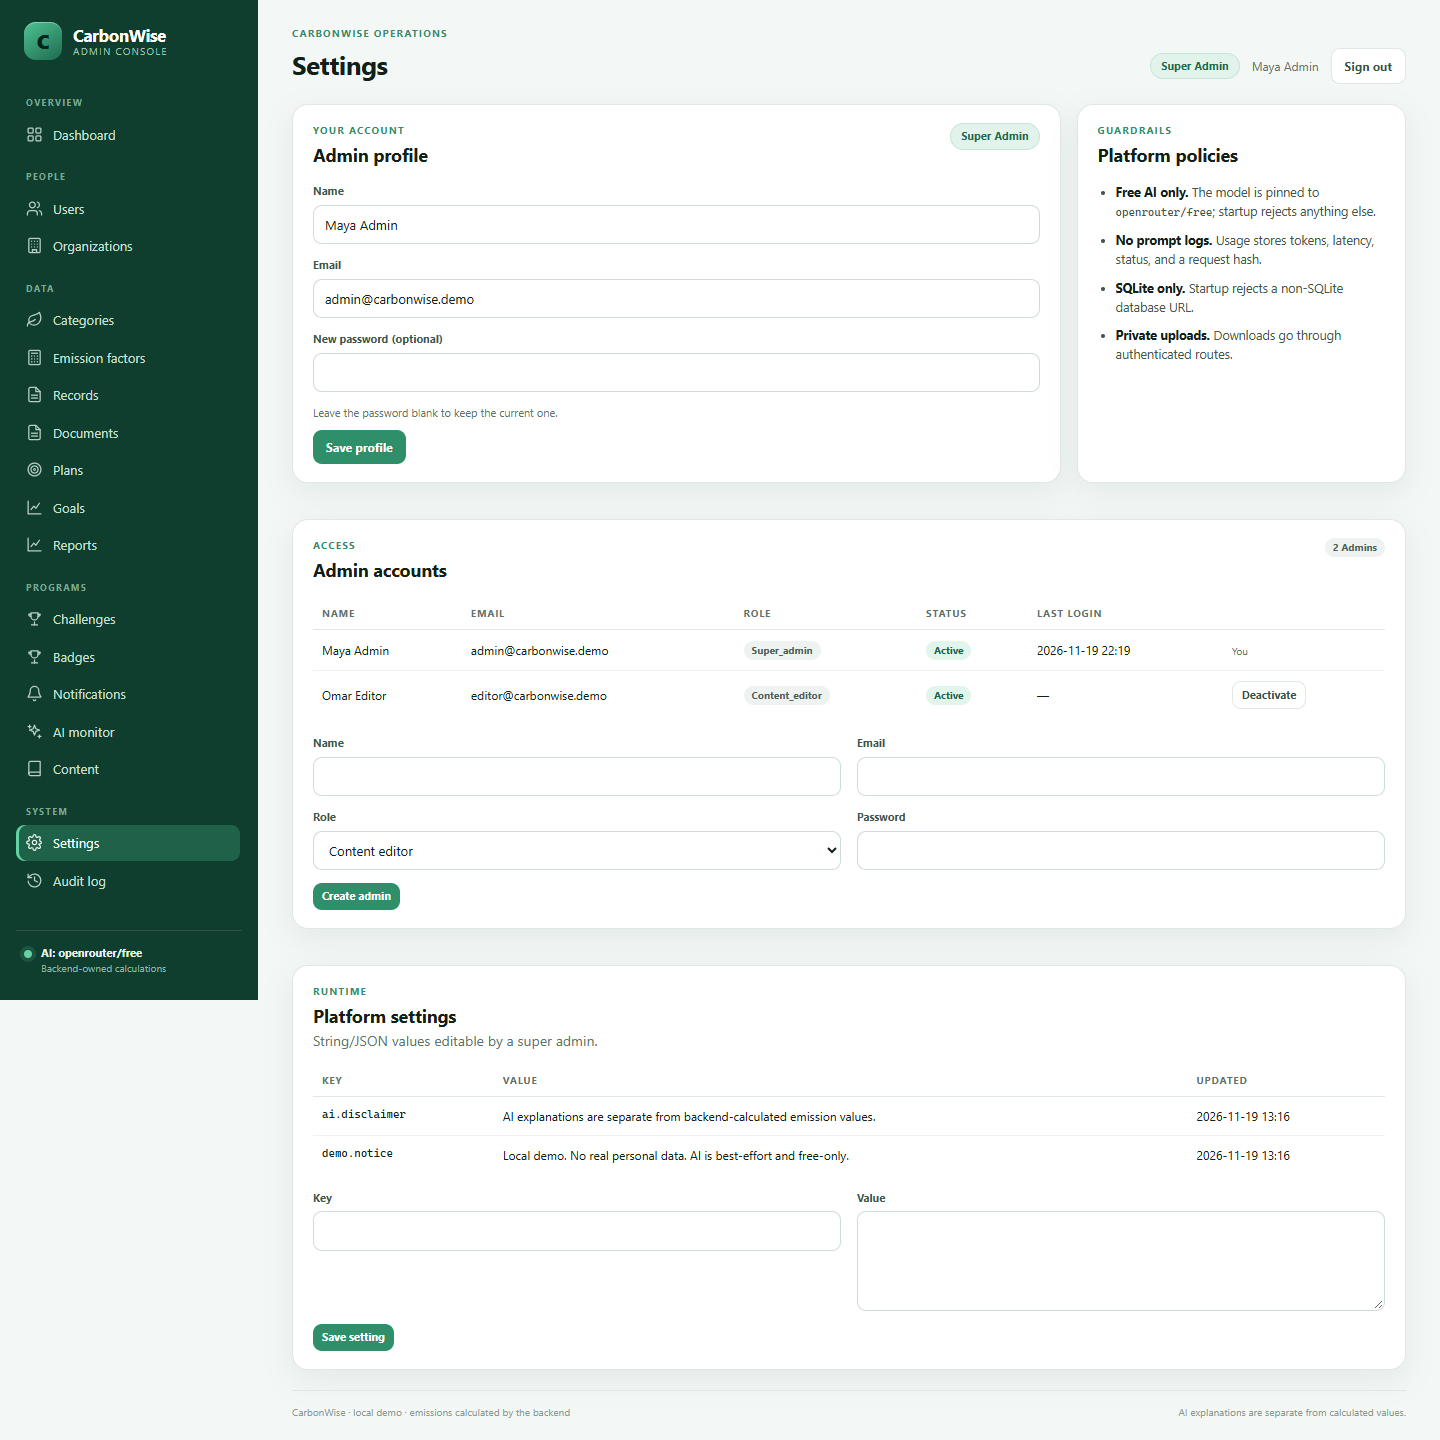 C
CarbonWise
ADMIN CONSOLE
OVERVIEW
Dashboard
PEOPLE
Users
Organizations
DATA
Categories
Emission factors
Records
Documents
Plans
Goals
Reports
PROGRAMS
Challenges
Badges
Notifications
AI monitor
Content
SYSTEM
Settings
Audit log
AI: openrouter/free
Backend-owned calculations
CARBONWISE OPERATIONS
Settings
Super Admin Maya Admin Sign out
YOUR ACCOUNT
Admin profile
Super Admin
Name
Maya Admin
Email
admin@carbonwise.demo
New password (optional)
Leave the password blank to keep the current one.
Save profile
GUARDRAILS
Platform policies
• Free AI only. The model is pinned to
openrouter/free; startup rejects anything else.
• No prompt logs. Usage stores tokens, latency,
status, and a request hash.
• SQLite only. Startup rejects a non-SQLite
database URL.
• Private uploads. Downloads go through
authenticated routes.
ACCESS
Admin accounts
2 Admins
NAME EMAIL ROLE STATUS LAST LOGIN
Maya Admin admin@carbonwise.demo Super_admin Active 2026-11-19 22:19 You
Omar Editor editor@carbonwise.demo Content_editor Active — Deactivate
Name Email
Role Password
Content editor
Create admin
RUNTIME
Platform settings
String/JSON values editable by a super admin.
KEY VALUE UPDATED
ai.disclaimer AI explanations are separate from backend-calculated emission values. 2026-11-19 13:16
demo.notice Local demo. No real personal data. AI is best-effort and free-only. 2026-11-19 13:16
Key Value
Save setting
CarbonWise · local demo · emissions calculated by the backend
AI explanations are separate from calculated values.